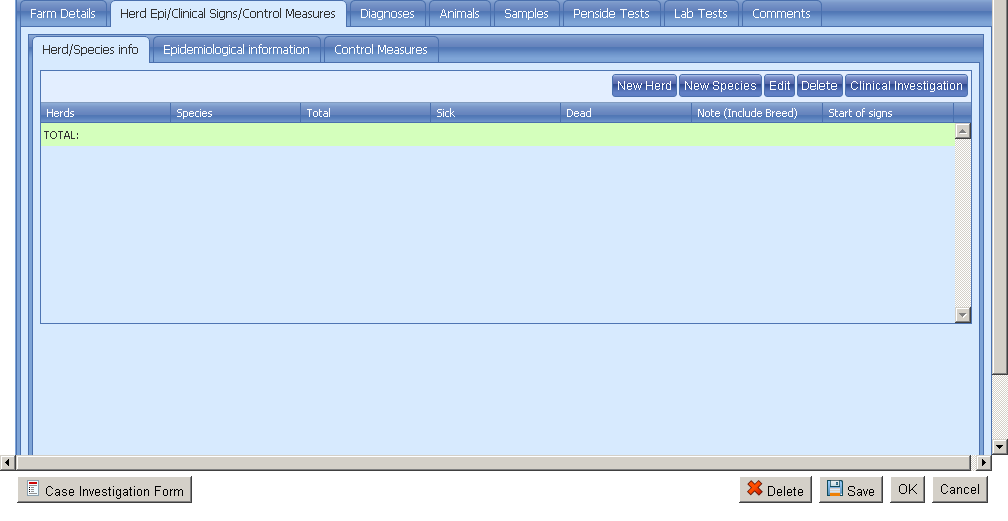 Farm Details Herd Epi/Clinical Signs/Control Measures Diagnoses Animals Samples Penside Tests Lab Tests Comments
Herd/Species info Epidemiological information Control Measures
New Herd New Species Edit Delete Clinical Investigation
Herds Species Total Sick Dead Note (Include Breed) Start of signs
TOTAL:
Case Investigation Form Delete Save OK Cancel